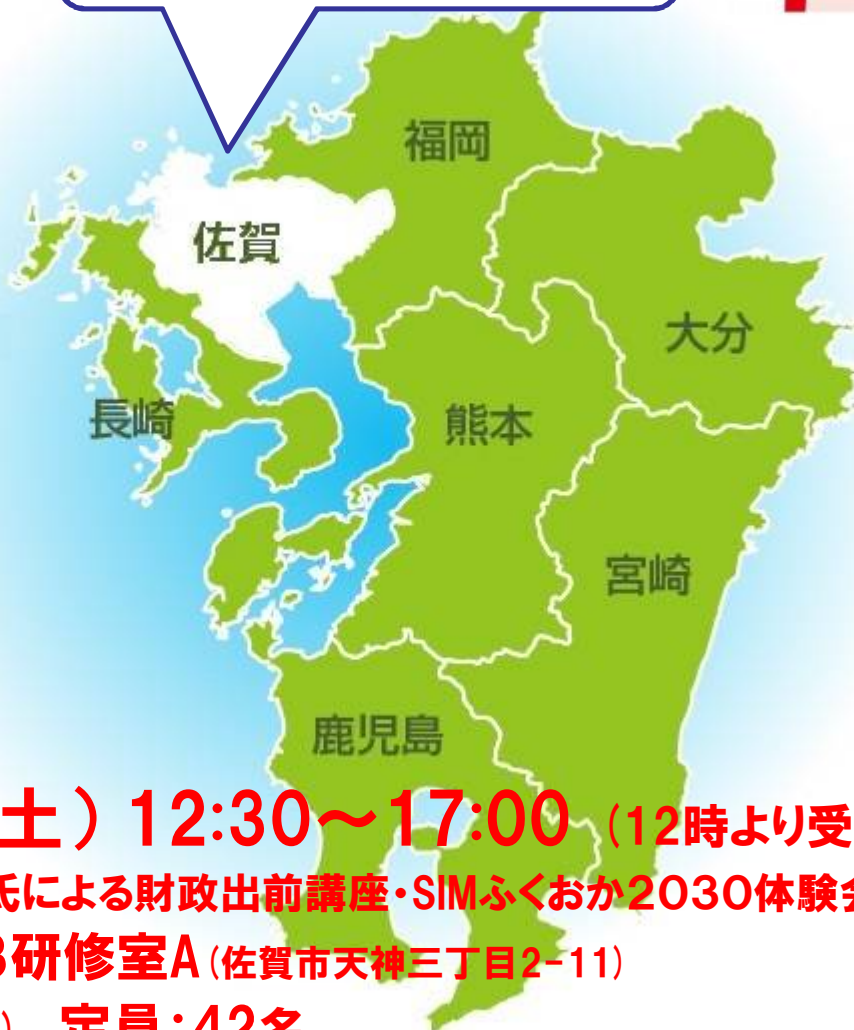 福岡
佐賀
大分
長崎
熊本
宮崎
鹿児島
土）12:30～17:00（12時より受
氏による財政出前講座・SIMふくおか２０３０体験会
研修室A（佐賀市天神三丁目2-11）
定員：42名